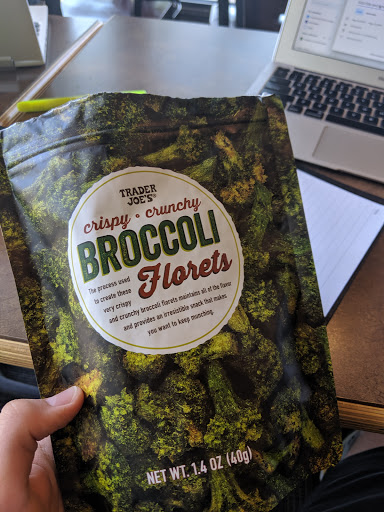 TRADER
JOE'S®
crispy • crunchy
BROCCOLI
Florets
The process used
to create these
very crispy
and crunchy broccoli florets maintains all of the flavor
and provides an irresistible snack that makes
you want to keep munching.
NET WT. 1.4 OZ (40g)